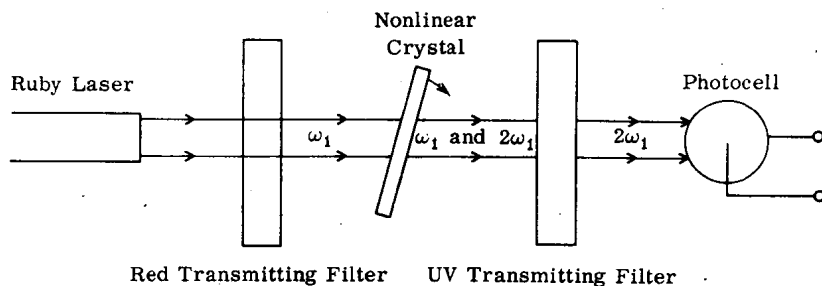 Nonlinear
Crystal
Ruby Laser
Photocell
ω₁
ω₁ and 2ω₁
2ω₁
Red Transmitting Filter
UV Transmitting Filter